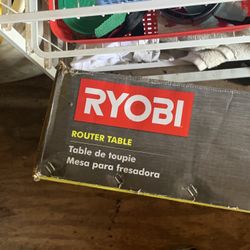 RYOBI
ROUTER TABLE
Table de toupie
Mesa para fresadora